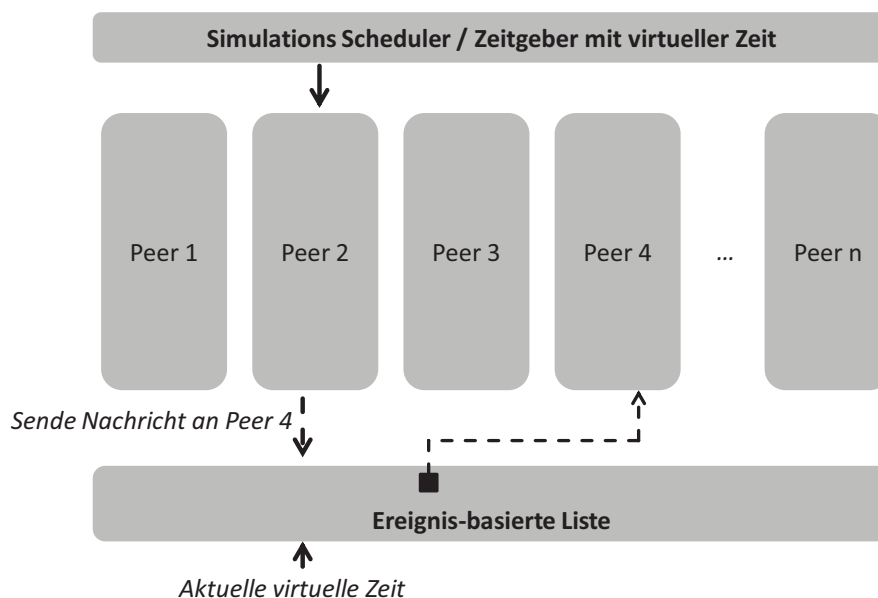 Simulations Scheduler / Zeitgeber mit virtueller Zeit
Peer 1
Peer 2
Peer 3
Peer 4
...
Peer n
Sende Nachricht an Peer 4
Ereignis-basierte Liste
Aktuelle virtuelle Zeit